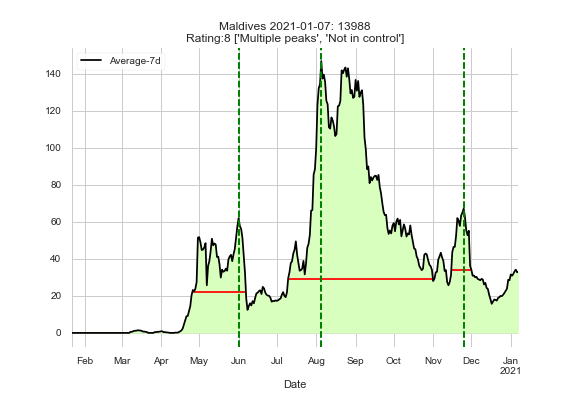 Maldives 2021-01-07: 13988
Rating:8 ['Multiple peaks', 'Not in control']
Average-7d
140
120
100
80
60
40
20
0
Feb Mar Apr May Jun Jul Aug Sep Oct Nov Dec Jan
2021
Date